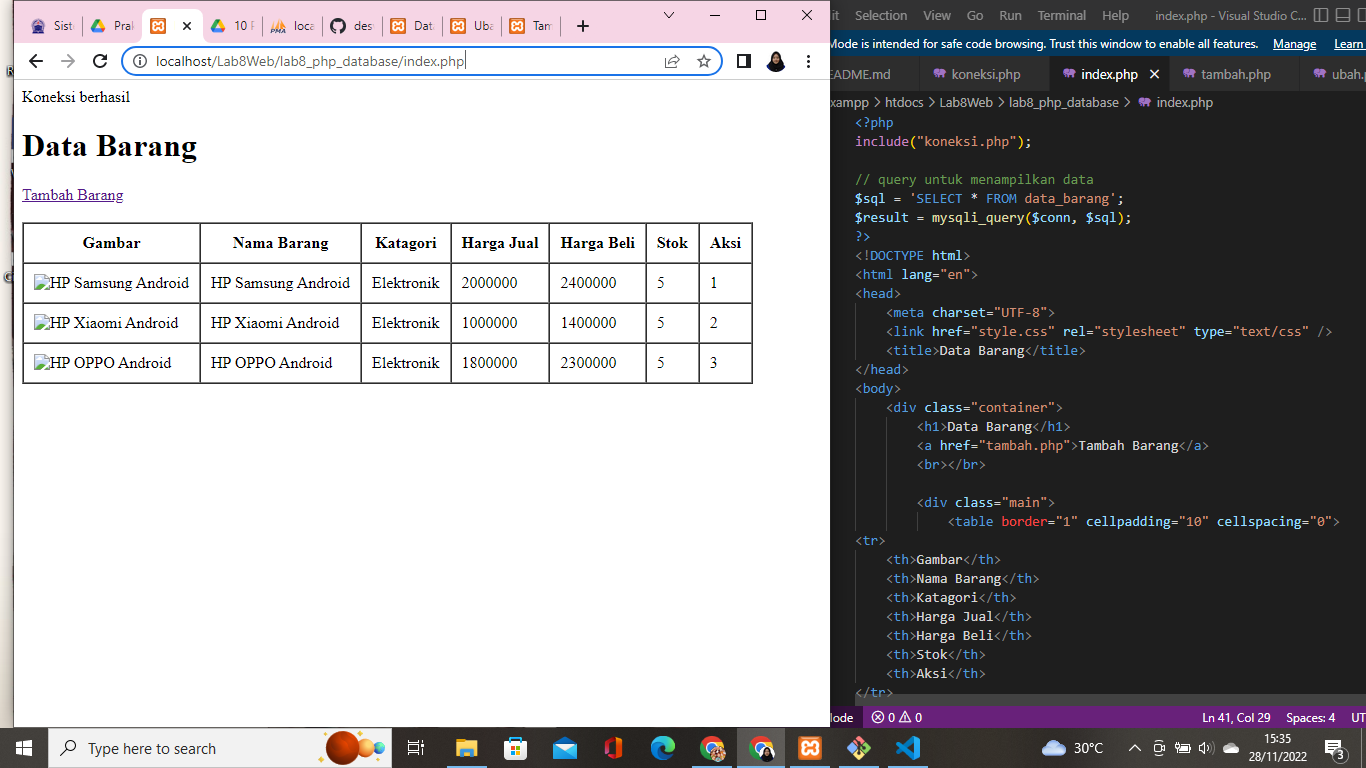 Sist
Pral
10 P
loca
des
Dat
Uba
Tam
localhost/Lab8Web/lab8_php_database/index.php
Koneksi berhasil
Data Barang
Tambah Barang
Gambar Nama Barang Katagori Harga Jual Harga Beli Stok Aksi
HP Samsung Android HP Samsung Android Elektronik 2000000 2400000 5 1
HP Xiaomi Android HP Xiaomi Android Elektronik 1000000 1400000 5 2
HP OPPO Android HP OPPO Android Elektronik 1800000 2300000 5 3
it Selection View Go Run Terminal Help index.php - Visual Studio C...
Mode is intended for safe code browsing. Trust this window to enable all features. Manage Learn
EADME.md koneksi.php index.php tambah.php ubah.p
xampp > htdocs > Lab8Web > lab8_php_database > index.php
<?php
include("koneksi.php");
// query untuk menampilkan data
$sql = 'SELECT * FROM data_barang';
$result = mysqli_query($conn, $sql);
?>
<!DOCTYPE html>
<html lang="en">
<head>
<meta charset="UTF-8">
<link href="style.css" rel="stylesheet" type="text/css" />
<title>Data Barang</title>
</head>
<body>
<div class="container">
<h1>Data Barang</h1>
<a href="tambah.php">Tambah Barang</a>
<br></br>
<div class="main">
<table border="1" cellpadding="10" cellspacing="0">
<tr>
<th>Gambar</th>
<th>Nama Barang</th>
<th>Katagori</th>
<th>Harga Jual</th>
<th>Harga Beli</th>
<th>Stok</th>
<th>Aksi</th>
</tr>
Mode 0 0 Ln 41, Col 29 Spaces: 4 UT
Type here to search
30°C
15:35
28/11/2022
3